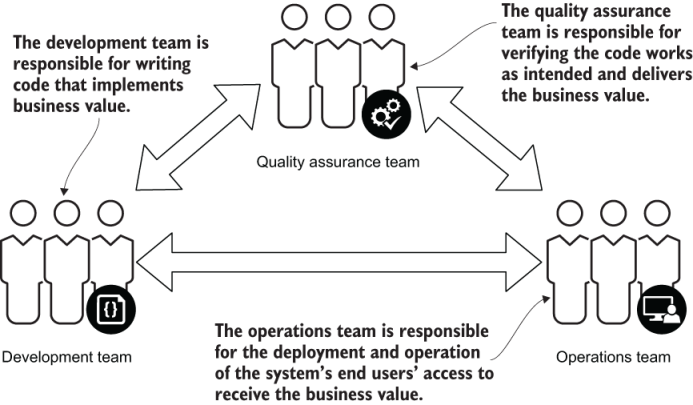 The development team is
responsible for writing
code that implements
business value.
The quality assurance
team is responsible for
verifying the code works
as intended and delivers
the business value.
Quality assurance team
{}
Development team
The operations team is responsible
for the deployment and operation
of the system's end users' access to
receive the business value.
Operations team